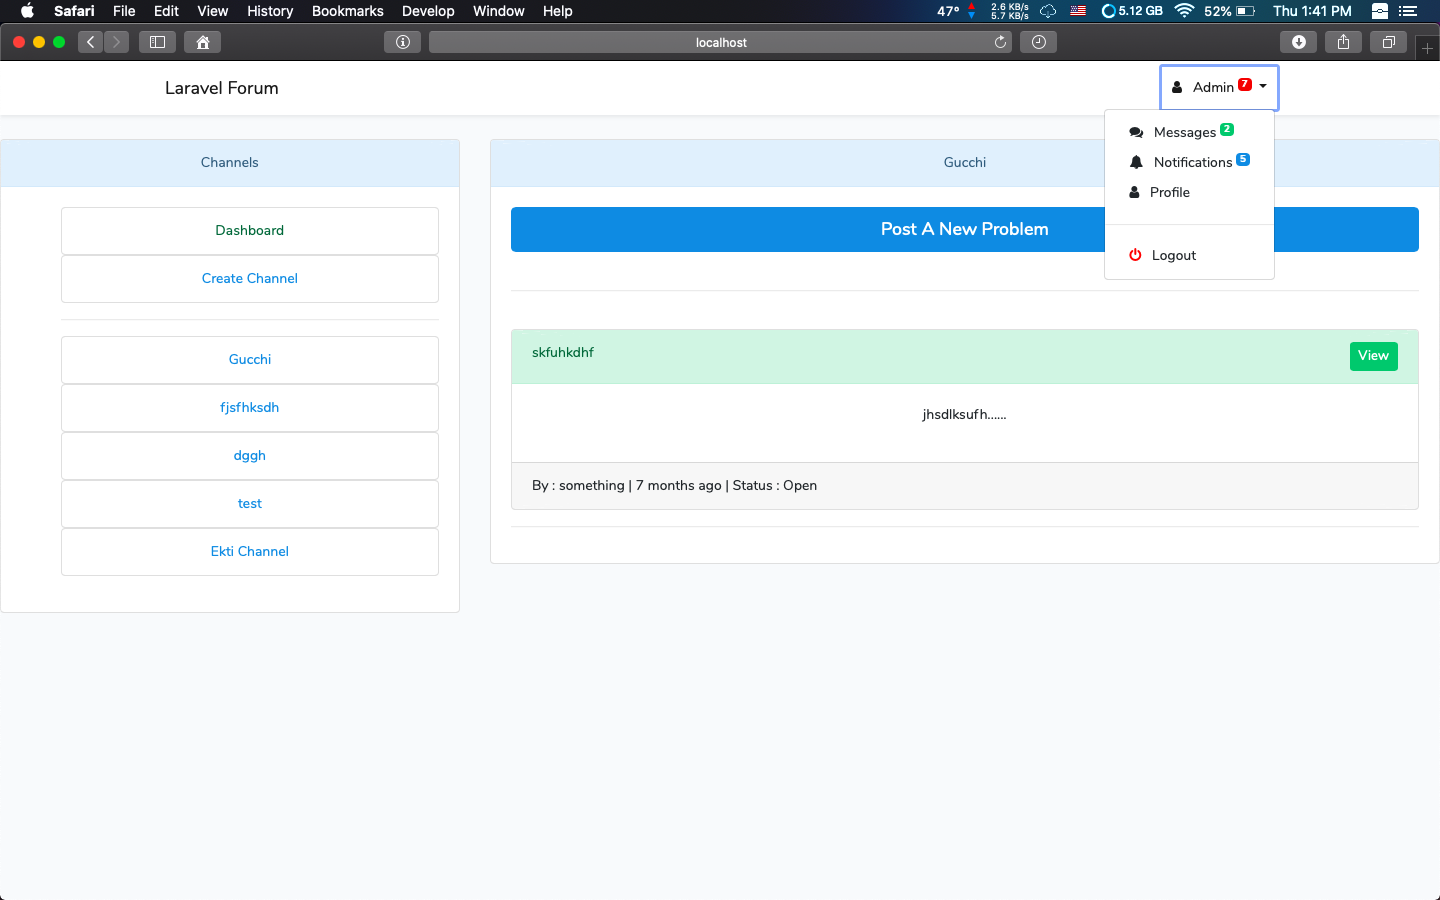 Safari File Edit View History Bookmarks Develop Window Help 47° 2.6 KB/s 5.7 KB/s 5.12 GB 52% Thu 1:41 PM
localhost
Laravel Forum
Admin 7
Messages 2
Notifications 5
Profile
Logout
Channels
Dashboard
Create Channel
Gucchi
fjsfhksdh
dggh
test
Ekti Channel
Gucchi
Post A New Problem
skfuhkdhf
View
jhsdlksufh......
By : something | 7 months ago | Status : Open